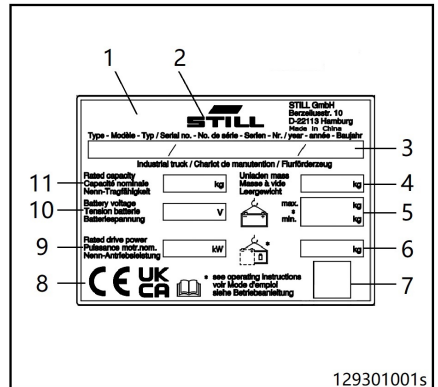 1
2
STILL
STILL GmbH
Berzeliusstr. 10
D-22113 Hamburg
Made in China
Type - Modèle - Typ / Serial no. - No. de série - Serien - Nr. / year - année - Baujahr
/ /
3
Industrial truck / Chariot de manutention / Flurförderzeug
11
Rated capacity
Capacité nominale
Nenn-Tragfähigkeit
kg
Unladen mass
Masse à vide
Leergewicht
kg
4
10
Battery voltage
Tension batterie
Batteriespannung
V
max.
*
min.
kg
kg
5
9
Rated drive power
Puissance motr.nom.
Nenn-Antriebsleistung
kW
*
kg
6
8
CE UK
CA
* see operating instructions
voir Mode d'emploi
siehe Betriebsanleitung
7
129301001s